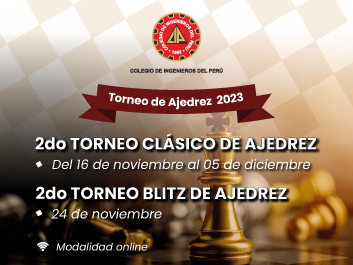 COLEGIO DE INGENIEROS DEL PERÚ
Torneo de Ajedrez 2023
2do TORNEO CLÁSICO DE AJEDREZ
Del 16 de noviembre al 05 de diciembre
2do TORNEO BLITZ DE AJEDREZ
24 de noviembre
Modalidad online